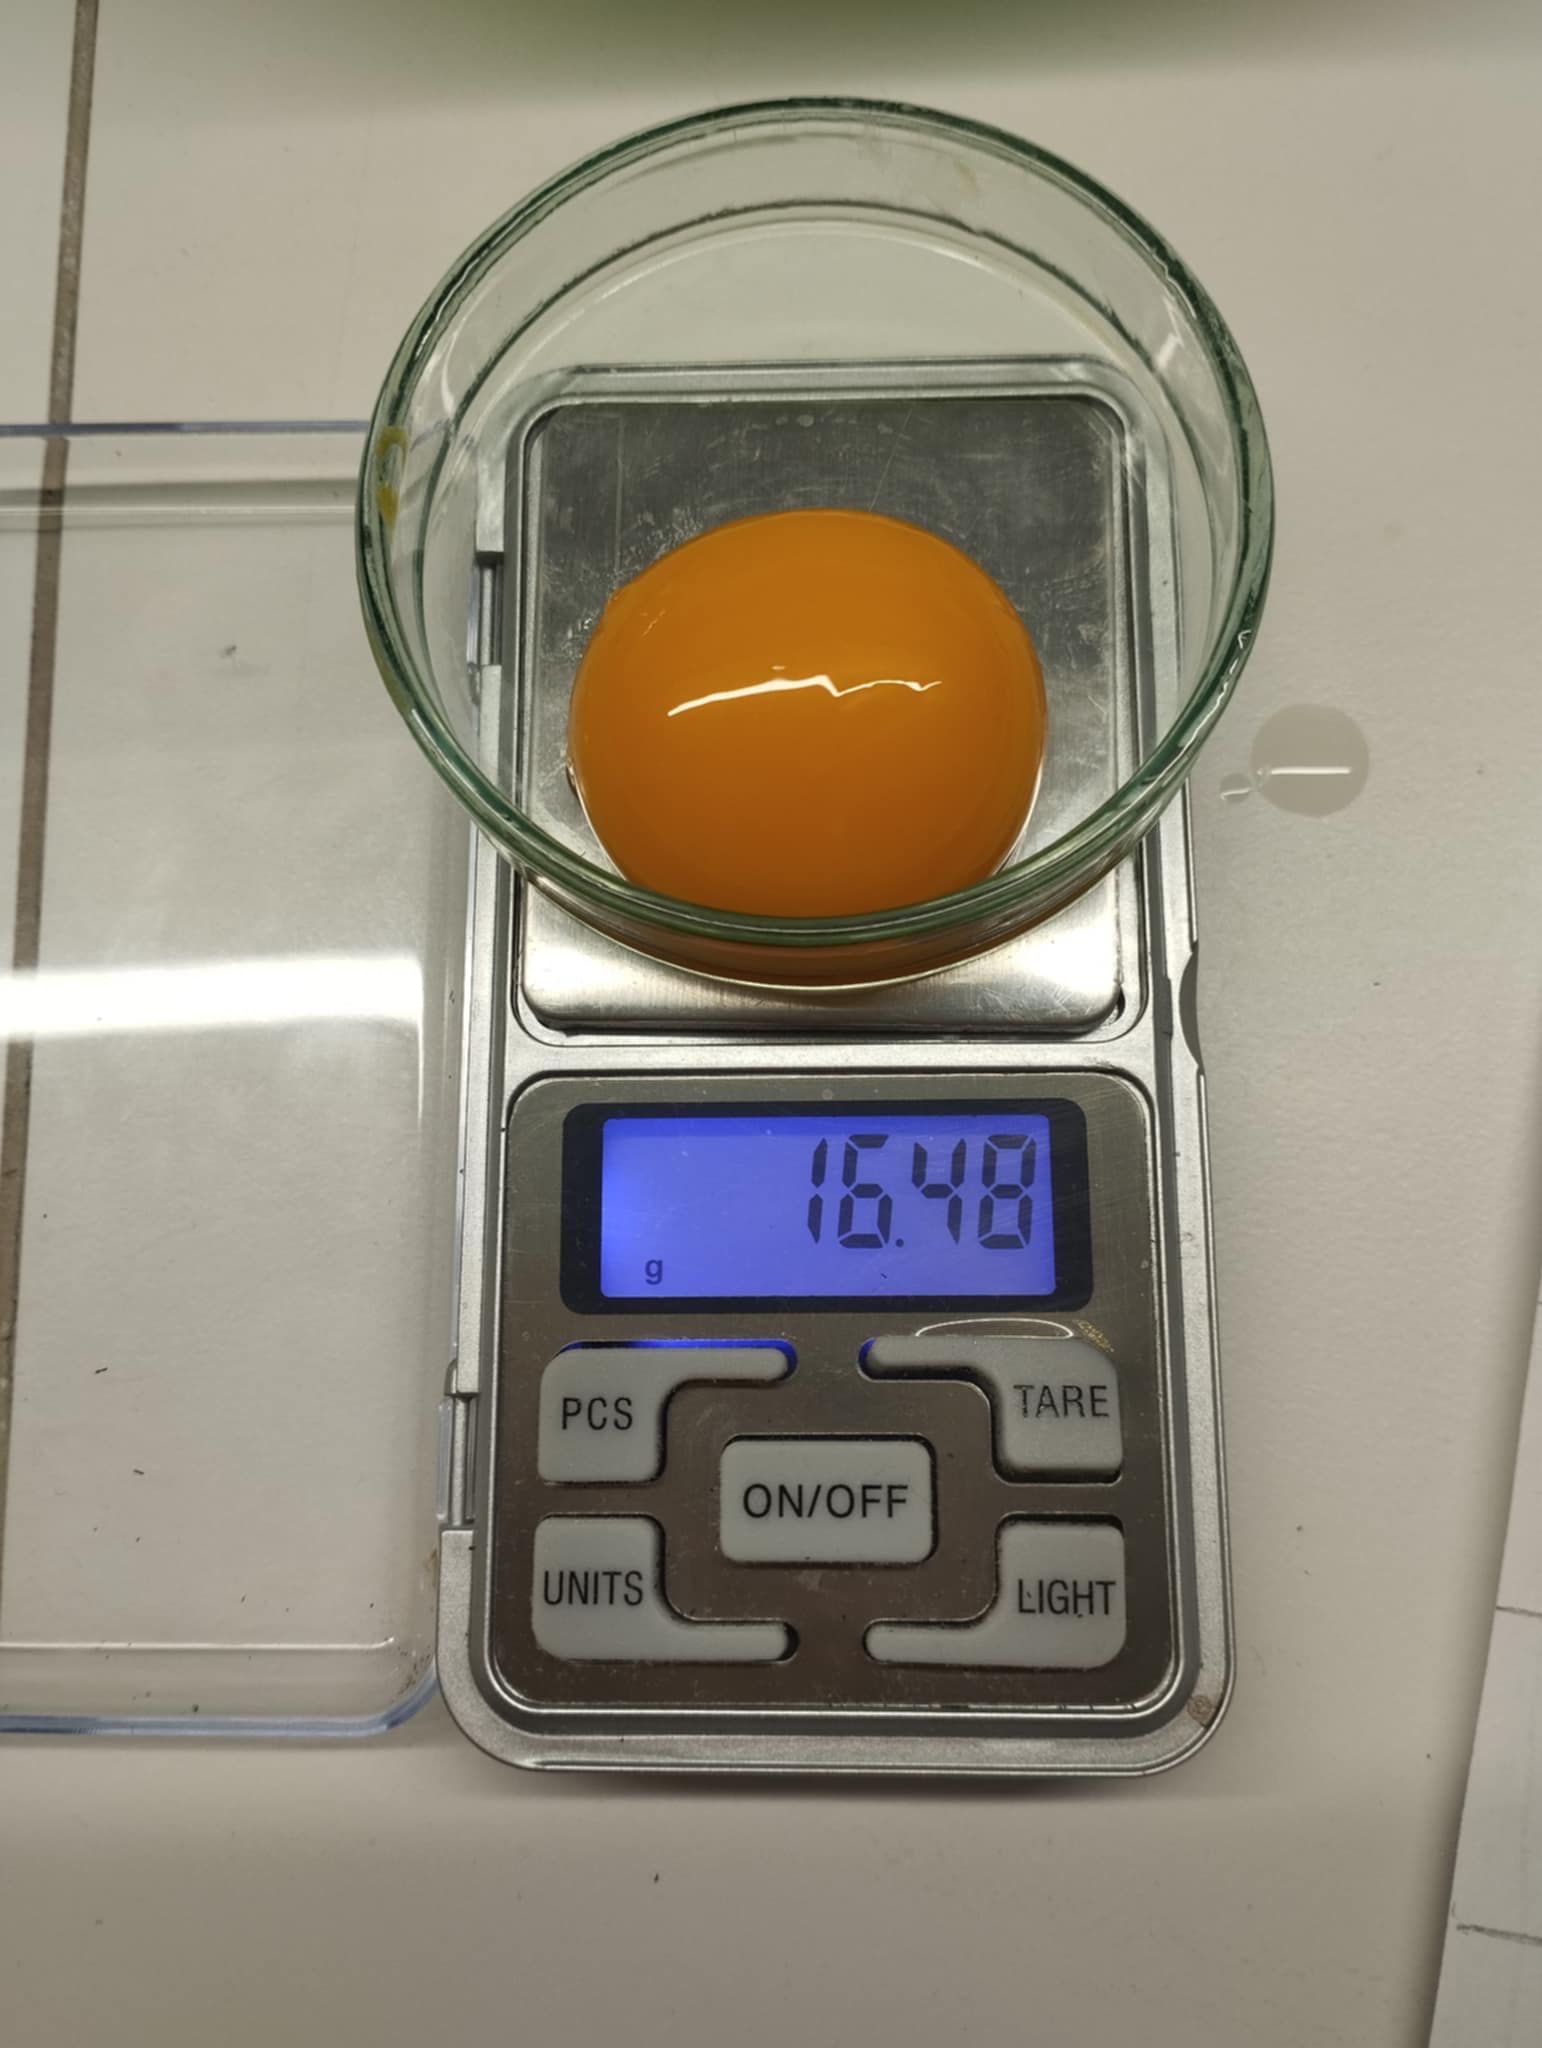 16.48
g
PCS
TARE
ON/OFF
UNITS
LIGHT